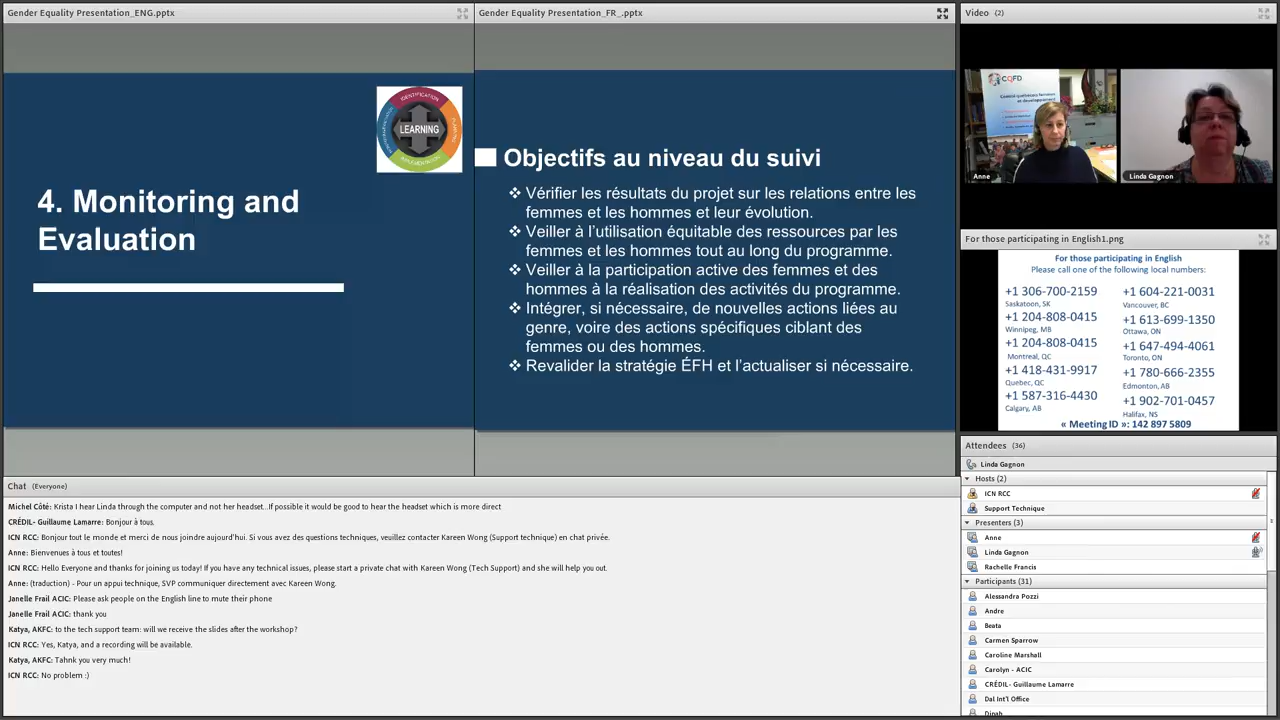 Gender Equality Presentation_ENG.pptx
LEARNING
IDENTIFICATION
PLANNING
IMPLEMENTATION
4. Monitoring and
Evaluation
Gender Equality Presentation_FR_.pptx
Objectifs au niveau du suivi
❖ Vérifier les résultats du projet sur les relations entre les
femmes et les hommes et leur évolution.
❖ Veiller à l'utilisation équitable des ressources par les
femmes et les hommes tout au long du programme.
❖ Veiller à la participation active des femmes et des
hommes à la réalisation des activités du programme.
❖ Intégrer, si nécessaire, de nouvelles actions liées au
genre, voire des actions spécifiques ciblant des
femmes ou des hommes.
❖ Revalider la stratégie ÉFH et l'actualiser si nécessaire.
Video (2)
CQFD
Comité québécois femmes
et développement
Anne
Linda Gagnon
For those participating in English1.png
For those participating in English
Please call one of the following local numbers:
+1 306-700-2159
Saskatoon, SK
+1 204-808-0415
Winnipeg, MB
+1 204-808-0415
Montreal, QC
+1 418-431-9917
Quebec, QC
+1 587-316-4430
Calgary, AB
+1 604-221-0031
Vancouver, BC
+1 613-699-1350
Ottawa, ON
+1 647-494-4061
Toronto, ON
+1 780-666-2355
Edmonton, AB
+1 902-701-0457
Halifax, NS
« Meeting ID »: 142 897 5809
Attendees (36)
Linda Gagnon
Hosts (2)
ICN RCC
Support Technique
Presenters (3)
Anne
Linda Gagnon
Rachelle Francis
Participants (31)
Alessandra Pozzi
Andre
Beata
Carmen Sparrow
Caroline Marshall
Carolyn - ACIC
CRÉDIL- Guillaume Lamarre
Dal Int'l Office
Dinah
Chat (Everyone)
Michel Côté: Krista I hear Linda through the computer and not her headset...If possible it would be good to hear the headset which is more direct
CRÉDIL- Guillaume Lamarre: Bonjour à tous.
ICN RCC: Bonjour tout le monde et merci de nous joindre aujourd'hui. Si vous avez des questions techniques, veuillez contacter Kareen Wong (Support technique) en chat privée.
Anne: Bienvenues à tous et toutes!
ICN RCC: Hello Everyone and thanks for joining us today! If you have any technical issues, please start a private chat with Kareen Wong (Tech Support) and she will help you out.
Anne: (traduction) - Pour un appui technique, SVP communiquer directement avec Kareen Wong.
Janelle Frail ACIC: Please ask people on the English line to mute their phone
Janelle Frail ACIC: thank you
Katya, AKFC: to the tech support team: will we receive the slides after the workshop?
ICN RCC: Yes, Katya, and a recording will be available.
Katya, AKFC: Tahnk you very much!
ICN RCC: No problem :)